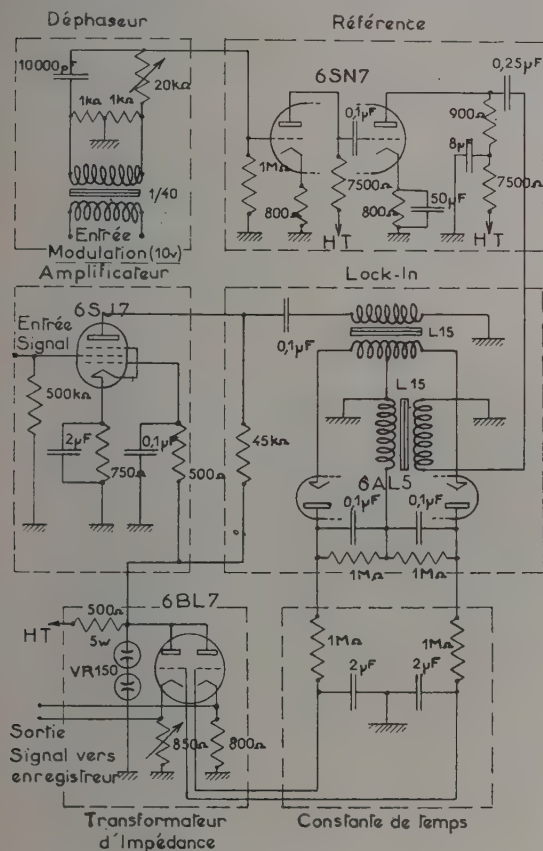 Déphaseur
Référence
10000pF
20kΩ
1kΩ 1kΩ
1/40
Entrée
Modulation (10v)
6SN7
0,1μF
0,25μF
900Ω
8μF
1MΩ
7500Ω
7500Ω
800Ω
800Ω
50μF
HT
HT
Amplificateur
Lock-In
6SJ7
Entrée
Signal
500kΩ
2μF
0,1μF
750Ω
500Ω
45kΩ
0,1μF
L15
L15
6AL5
0,1μF
0,1μF
1MΩ
1MΩ
500Ω
5w
HT
VR150
6BL7
850Ω
800Ω
Sortie
Signal vers
enregistreur
1MΩ
1MΩ
2μF
2μF
Transformateur
d'Impédance
Constante de temps